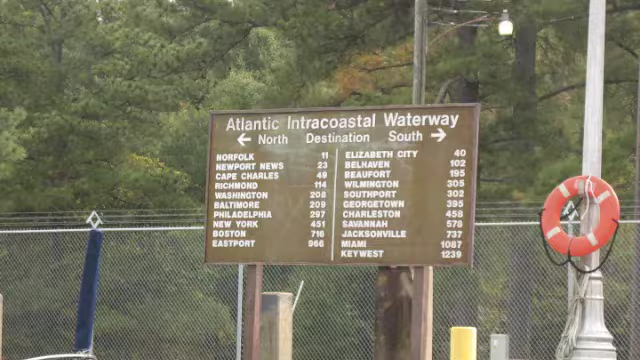 Atlantic Intracoastal Waterway
← North Destination South →
NORFOLK 11
NEWPORT NEWS 23
CAPE CHARLES 49
RICHMOND 114
WASHINGTON 208
BALTIMORE 209
PHILADELPHIA 297
NEW YORK 451
BOSTON 716
EASTPORT 966
ELIZABETH CITY 40
BELHAVEN 102
BEAUFORT 195
WILMINGTON 305
SOUTHPORT 302
GEORGETOWN 395
CHARLESTON 458
SAVANNAH 578
JACKSONVILLE 737
MIAMI 1087
KEYWEST 1239